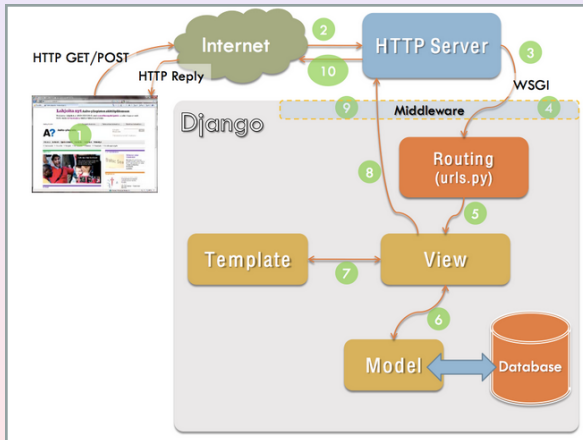 HTTP GET/POST
Internet
2
HTTP Server
3
10
HTTP Reply
WSGI
1
A?
9
Middleware
4
Django
Routing
(urls.py)
8
5
Template
7
View
6
Model
Database